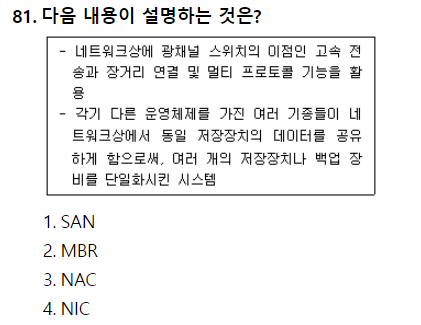 81. 다음 내용이 설명하는 것은?
- 네트워크상에 광채널 스위치의 이점인 고속 전
송과 장거리 연결 및 멀티 프로토콜 기능을 활
용
- 각기 다른 운영체제를 가진 여러 기종들이 네
트워크상에서 동일 저장장치의 데이터를 공유
하게 함으로써, 여러 개의 저장장치나 백업 장
비를 단일화시킨 시스템
1. SAN
2. MBR
3. NAC
4. NIC